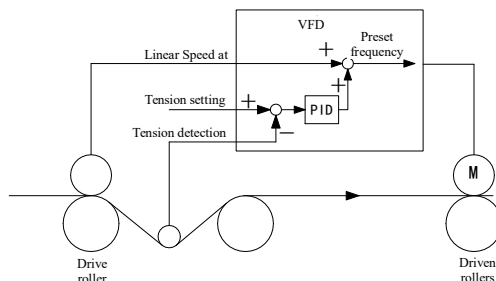 VFD
Linear Speed at
+
Preset
frequency
+
Tension setting
+
PID
−
Tension detection
M
Drive
roller
Driven
rollers